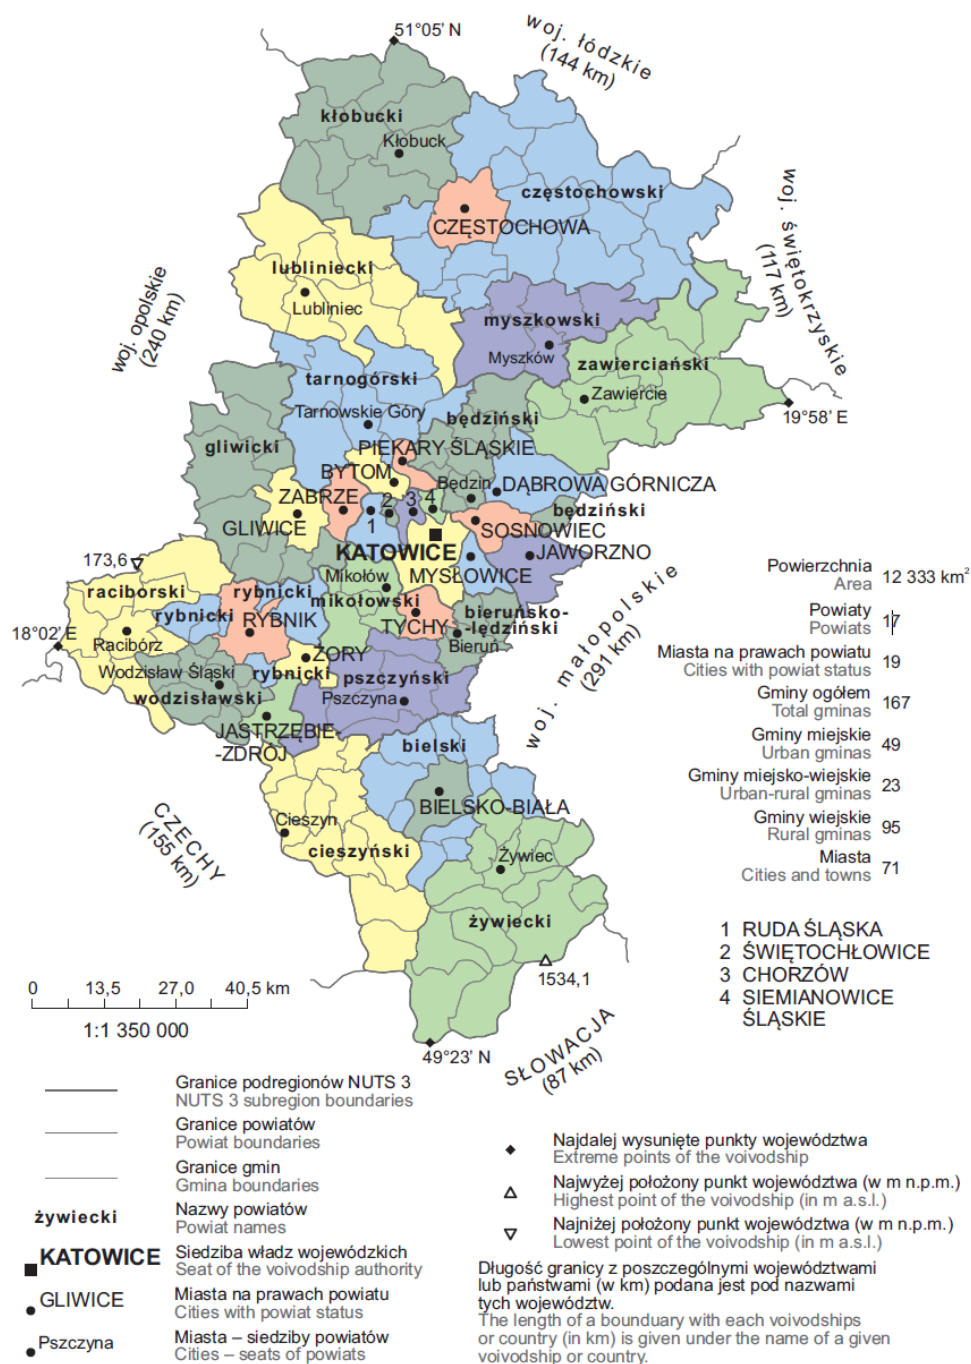 51°05' N
woj. łódzkie
(144 km)
kłobucki
Kłobuck
częstochowski
CZĘSTOCHOWA
woj. świętokrzyskie
(117 km)
lubliniecki
Lubliniec
woj. opolskie
(240 km)
myszkowski
Myszków
zawierciański
Zawiercie
19°58' E
tarnogórski
Tarnowskie Góry
będziński
gliwicki
PIEKARY ŚLĄSKIE
BYTOM
Będzin
DĄBROWA GÓRNICZA
ZABRZE
2
3
4
będziński
GLIWICE
1
SOSNOWIEC
KATOWICE
JAWORZNO
173,6
Mikołów
MYSŁOWICE
raciborski
rybnicki
rybnicki
mikołowski
bieruńsko-
-lędziński
RYBNIK
TYCHY
18°02' E
Racibórz
Bieruń
woj. małopolskie
(291 km)
ŻORY
Wodzisław Śląski
rybnicki
pszczyński
wodzisławski
Pszczyna
JASTRZĘBIE-
-ZDRÓJ
bielski
BIELSKO-BIAŁA
CZECHY
(155 km)
Cieszyn
cieszyński
Żywiec
żywiecki
1534,1
49°23' N
SŁOWACJA
(87 km)
Powierzchnia
Area
12 333 km²
Powiaty
Powiats
17
Miasta na prawach powiatu
Cities with powiat status
19
Gminy ogółem
Total gminas
167
Gminy miejskie
Urban gminas
49
Gminy miejsko-wiejskie
Urban-rural gminas
23
Gminy wiejskie
Rural gminas
95
Miasta
Cities and towns
71
1 RUDA ŚLĄSKA
2 ŚWIĘTOCHŁOWICE
3 CHORZÓW
4 SIEMIANOWICE
ŚLĄSKIE
0 13,5 27,0 40,5 km
1:1 350 000
Granice podregionów NUTS 3
NUTS 3 subregion boundaries
Granice powiatów
Powiat boundaries
Granice gmin
Gmina boundaries
żywiecki
Nazwy powiatów
Powiat names
KATOWICE
Siedziba władz wojewódzkich
Seat of the voivodship authority
GLIWICE
Miasta na prawach powiatu
Cities with powiat status
Pszczyna
Miasta – siedziby powiatów
Cities – seats of powiats
Najdalej wysunięte punkty województwa
Extreme points of the voivodship
Najwyżej położony punkt województwa (w m n.p.m.)
Highest point of the voivodship (in m a.s.l.)
Najniżej położony punkt województwa (w m n.p.m.)
Lowest point of the voivodship (in m a.s.l.)
Długość granicy z poszczególnymi województwami
lub państwami (w km) podana jest pod nazwami
tych województw.
The length of a bounduary with each voivodships
or country (in km) is given under the name of a given
voivodship or country.